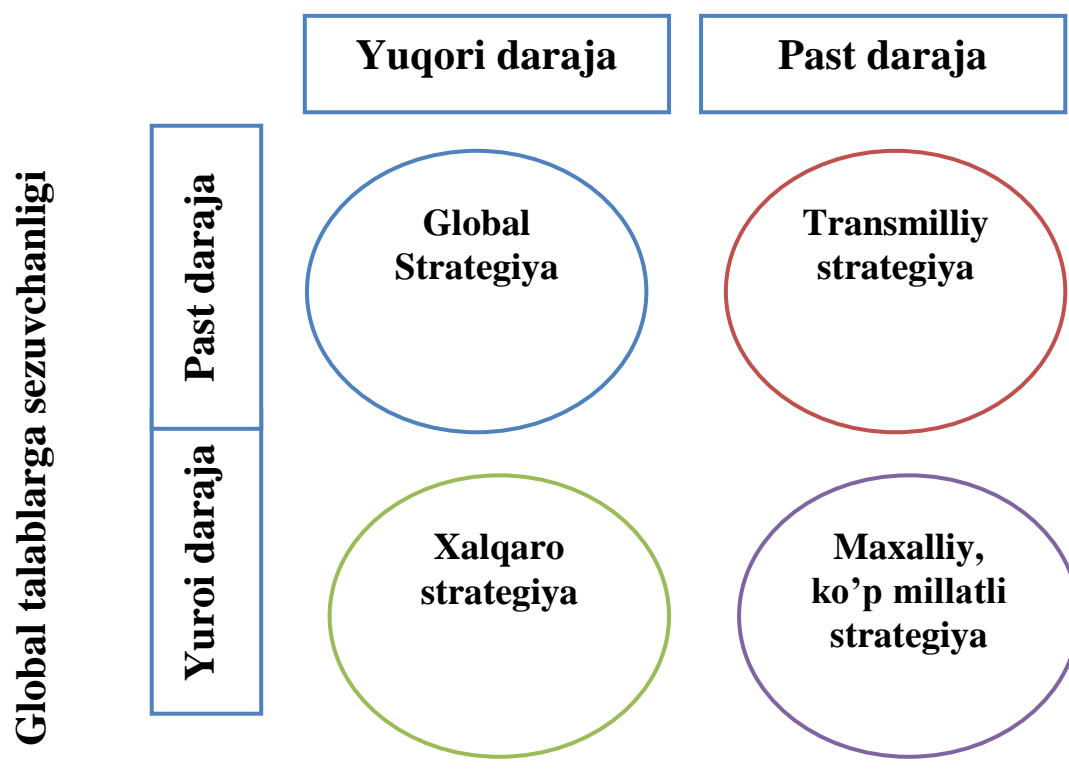 Yuqori daraja
Past daraja
Global talablarga sezuvchanligi
Past daraja
Global
Strategiya
Transmilliy
strategiya
Yuroi daraja
Xalqaro
strategiya
Maxalliy,
ko’p millatli
strategiya